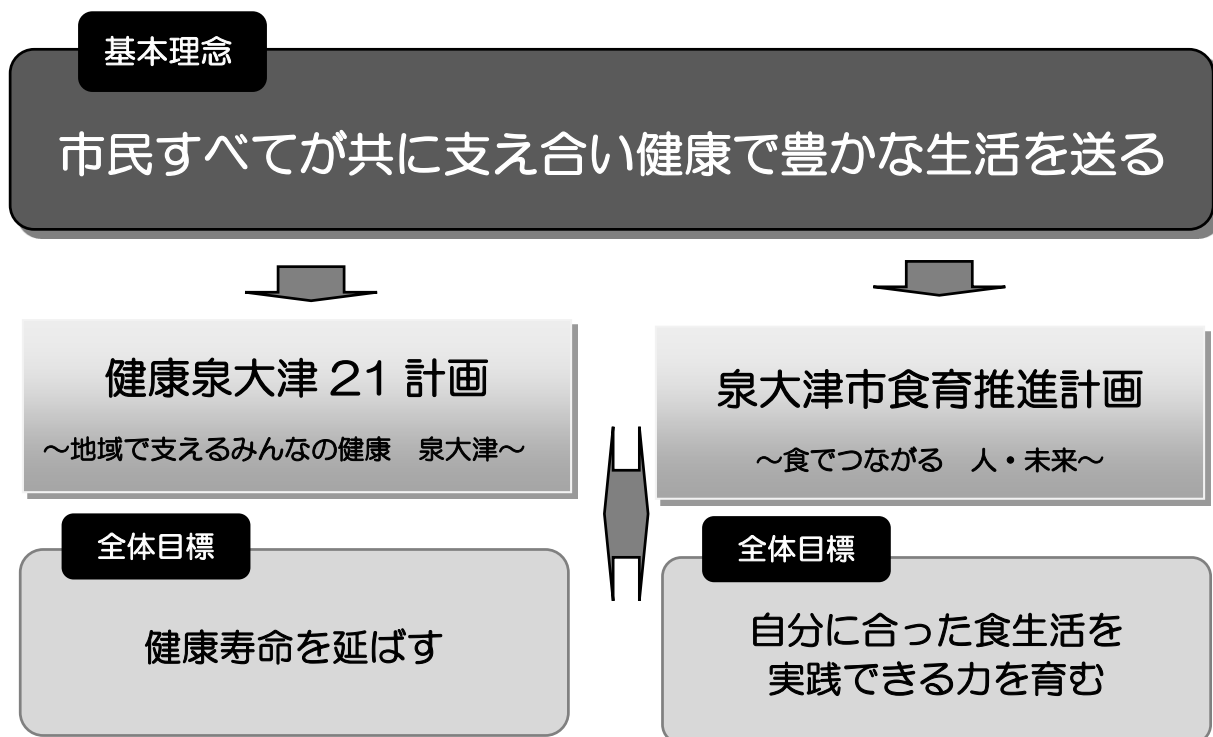 基本理念
市民すべてが共に支え合い健康で豊かな生活を送る
健康泉大津 21 計画
～地域で支えるみんなの健康　泉大津～
全体目標
健康寿命を延ばす
泉大津市食育推進計画
～食でつながる　人・未来～
全体目標
自分に合った食生活を
実践できる力を育む